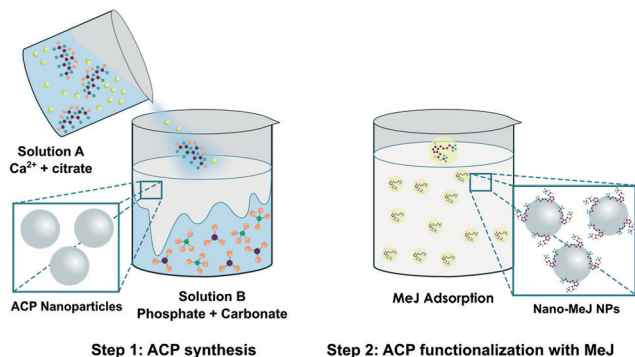 Solution A
Ca²⁺ + citrate
ACP Nanoparticles
Solution B
Phosphate + Carbonate
MeJ Adsorption
Nano-MeJ NPs
Step 1: ACP synthesis
Step 2: ACP functionalization with MeJ